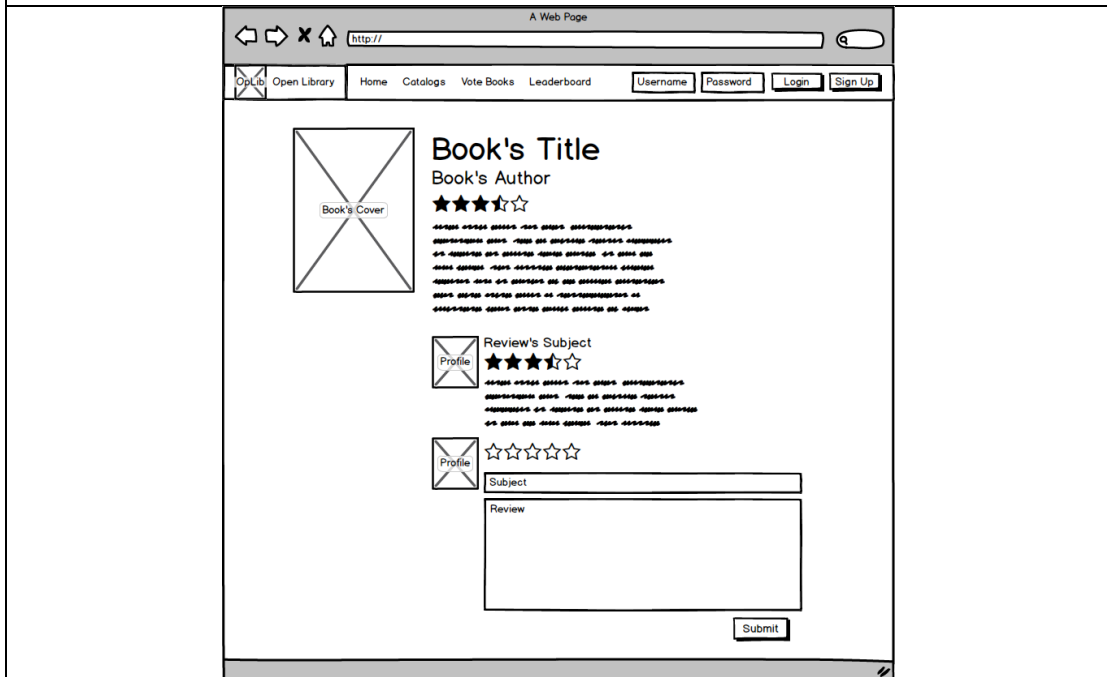 A Web Page
http://
OpLib Open Library Home Catalogs Vote Books Leaderboard Username Password Login Sign Up
Book's Title
Book's Author
Book's Cover
Review's Subject
Profile
Profile
Subject
Review
Submit